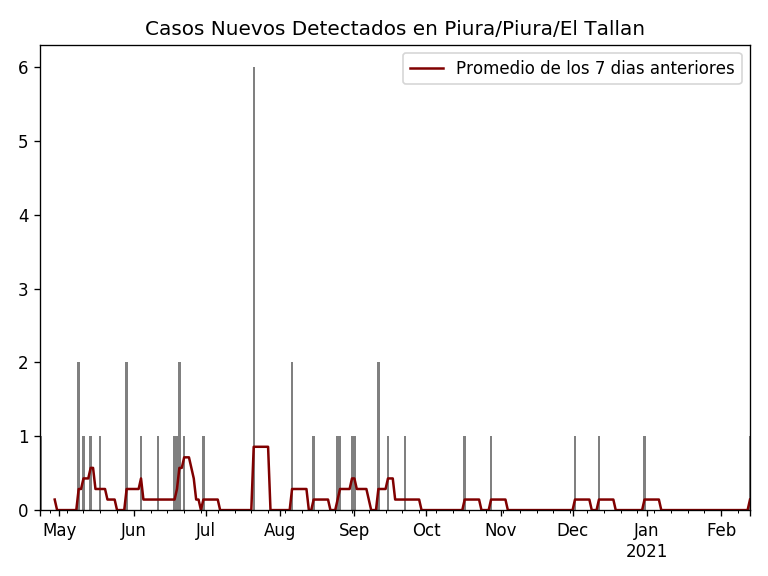 Casos Nuevos Detectados en Piura/Piura/El Tallan
Promedio de los 7 dias anteriores
6
5
4
3
2
1
0
May Jun Jul Aug Sep Oct Nov Dec Jan Feb
2021